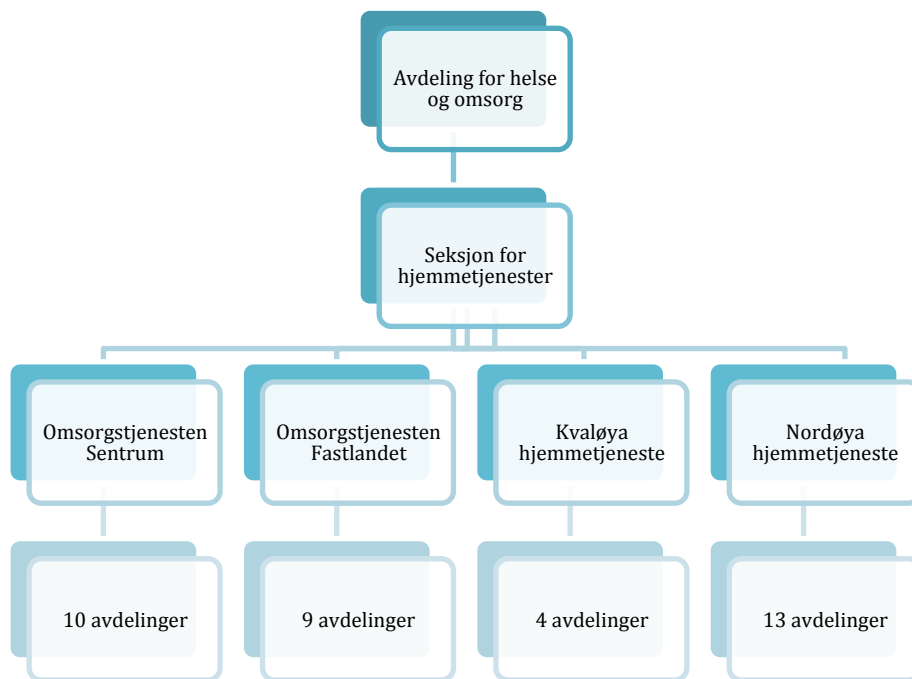 Avdeling for helse
og omsorg
Seksjon for
hjemmetjenester
Omsorgstjenesten
Sentrum
Omsorgstjenesten
Fastlandet
Kvaløya
hjemmetjeneste
Nordøya
hjemmetjeneste
10 avdelinger
9 avdelinger
4 avdelinger
13 avdelinger